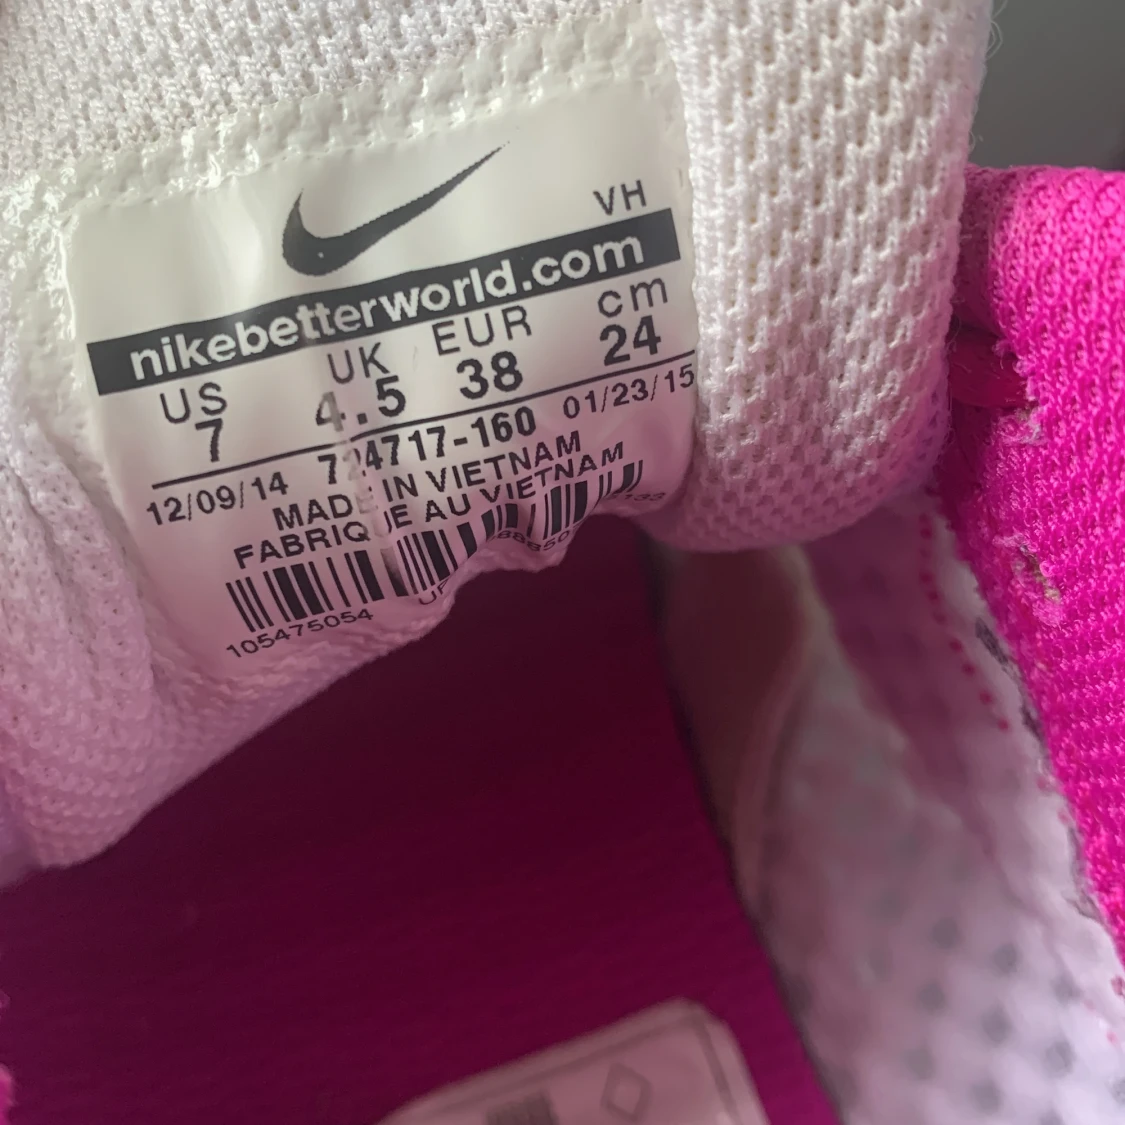 VH
nikebetterworld.com
US UK EUR cm
7 4.5 38 24
12/09/14 724717-160 01/23/15
MADE IN VIETNAM
FABRIQUE AU VIETNAM
105475054